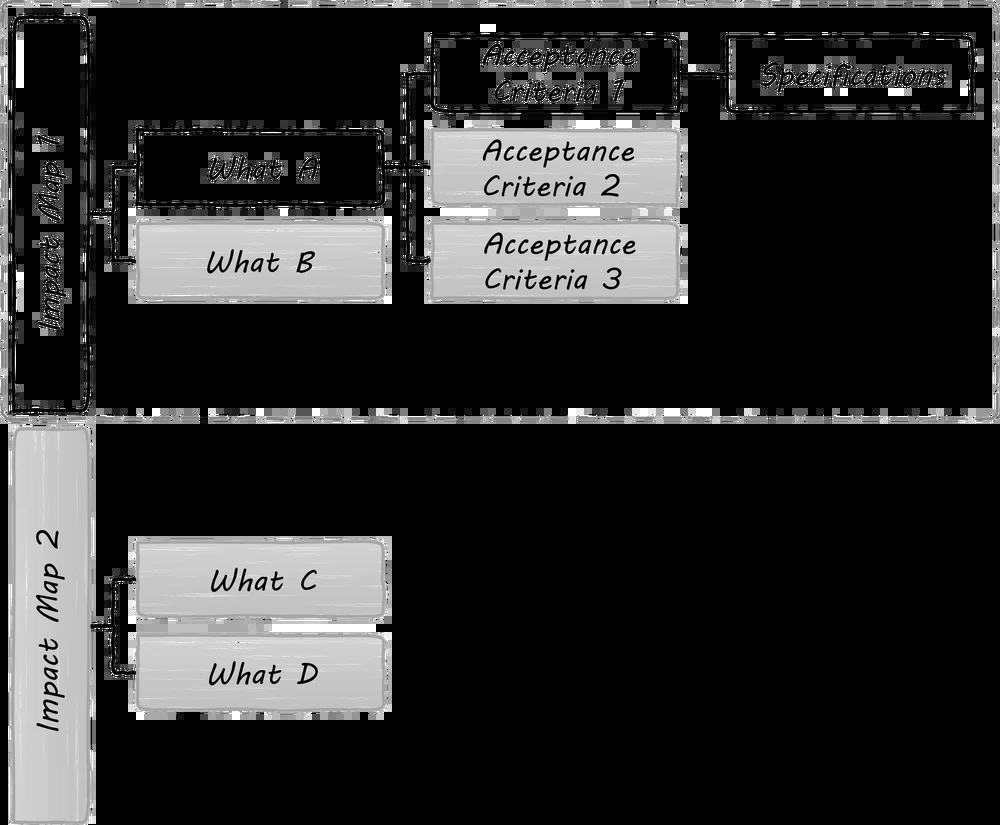 Impact Map 1
What A
What B
Acceptance
Criteria 1
Acceptance
Criteria 2
Acceptance
Criteria 3
Specifications
Impact Map 2
What C
What D